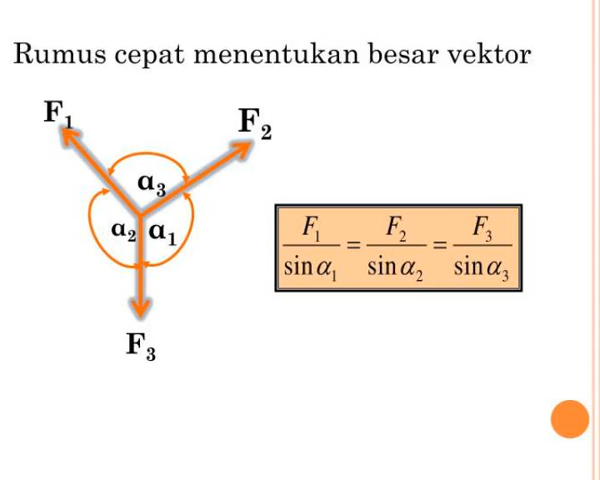 Rumus cepat menentukan besar vektor
F₁
F₂
α₃
α₂ α₁
F₁/sin α₁ = F₂/sin α₂ = F₃/sin α₃
F₃